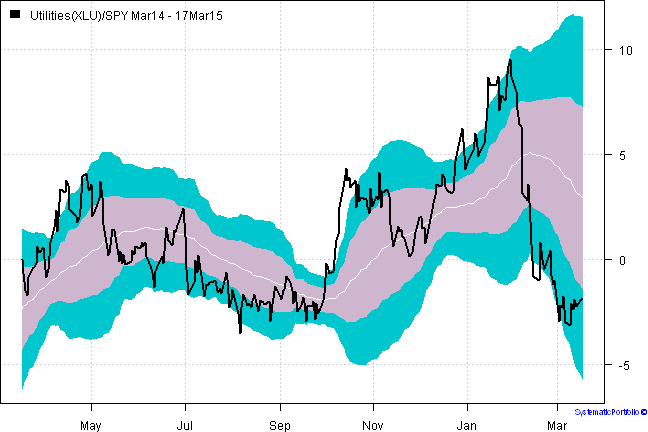 Utilities(XLU)/SPY Mar14 - 17Mar15
10
5
0
-5
May Jul Sep Nov Jan Mar
SystematicPortfolio ©